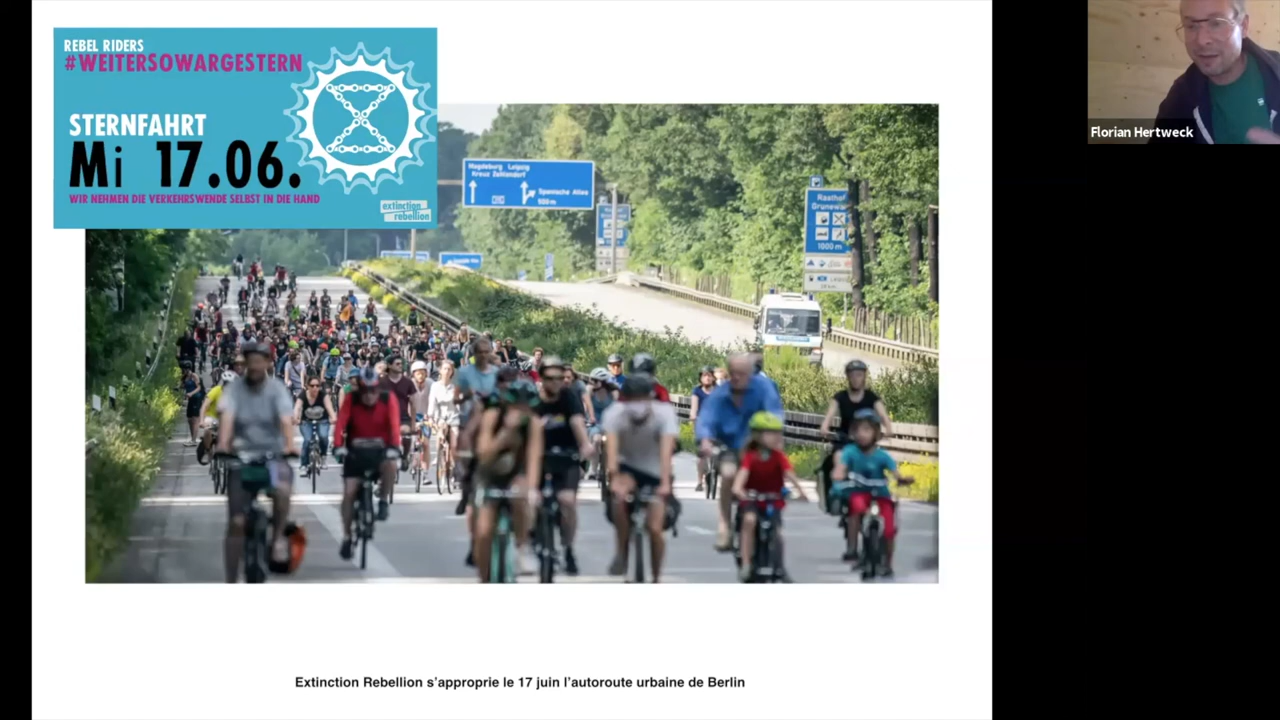 REBEL RIDERS
#WEITERSOWARGESTERN
STERNFAHRT
Mi 17.06.
WIR NEHMEN DIE VERKEHRSWENDE SELBST IN DIE HAND
extinction
rebellion
Florian Hertweck
Magdeburg Leipzig
Kreuz Zehlendorf
Spanische Allee
500 m
Rasthof
Grunewald
1000 m
Extinction Rebellion s'approprie le 17 juin l'autoroute urbaine de Berlin